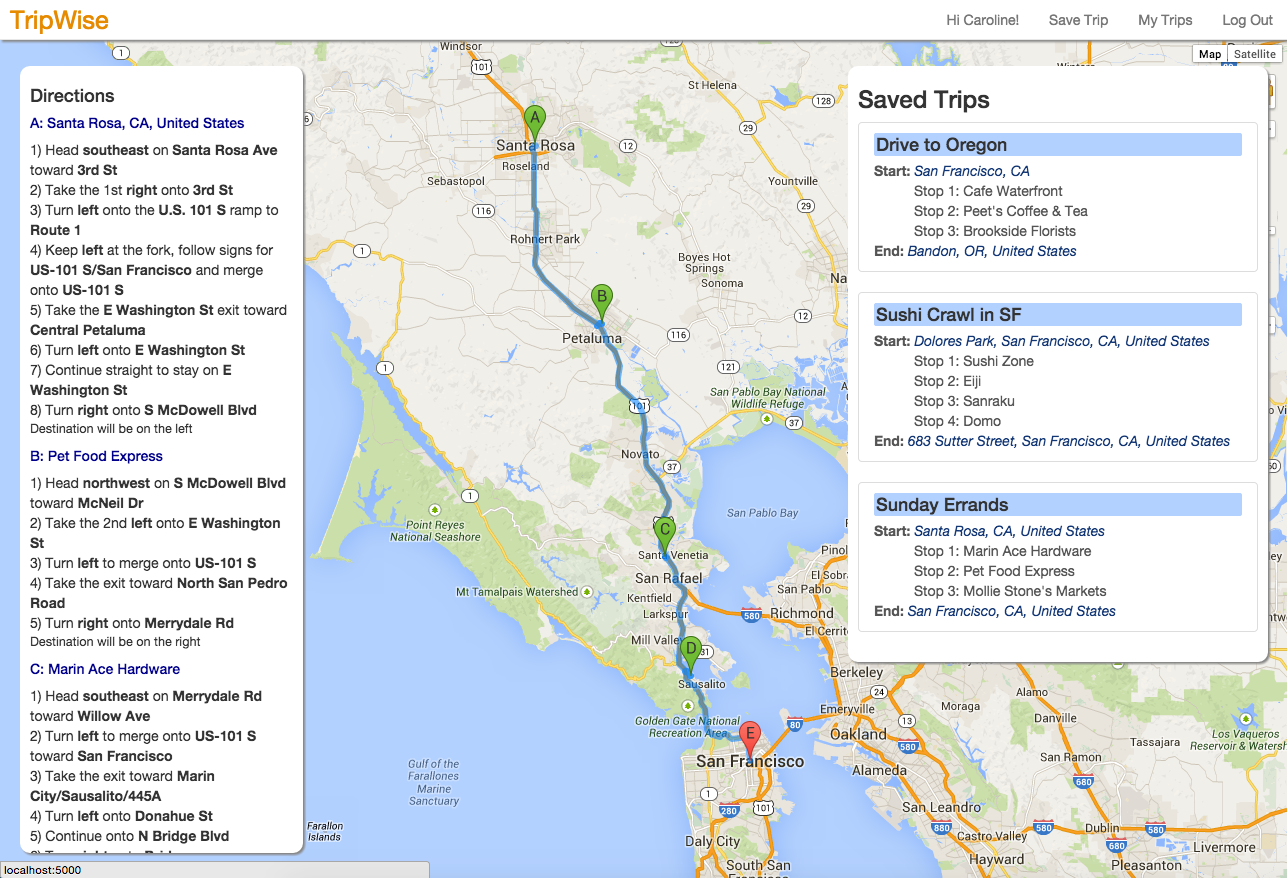 TripWise
Hi Caroline!
Save Trip
My Trips
Log Out
Map
Satellite
Directions
A: Santa Rosa, CA, United States
1) Head southeast on Santa Rosa Ave
toward 3rd St
2) Take the 1st right onto 3rd St
3) Turn left onto the U.S. 101 S ramp to
Route 1
4) Keep left at the fork, follow signs for
US-101 S/San Francisco and merge
onto US-101 S
5) Take the E Washington St exit toward
Central Petaluma
6) Turn left onto E Washington St
7) Continue straight to stay on E
Washington St
8) Turn right onto S McDowell Blvd
Destination will be on the left
B: Pet Food Express
1) Head northwest on S McDowell Blvd
toward McNeil Dr
2) Take the 2nd left onto E Washington
St
3) Turn left to merge onto US-101 S
4) Take the exit toward North San Pedro
Road
5) Turn right onto Merrydale Rd
Destination will be on the right
C: Marin Ace Hardware
1) Head southeast on Merrydale Rd
toward Willow Ave
2) Turn left to merge onto US-101 S
toward San Francisco
3) Take the exit toward Marin
City/Sausalito/445A
4) Turn left onto Donahue St
5) Continue onto N Bridge Blvd
localhost:5000
Saved Trips
Drive to Oregon
Start: San Francisco, CA
Stop 1: Cafe Waterfront
Stop 2: Peet's Coffee & Tea
Stop 3: Brookside Florists
End: Bandon, OR, United States
Sushi Crawl in SF
Start: Dolores Park, San Francisco, CA, United States
Stop 1: Sushi Zone
Stop 2: Eiji
Stop 3: Sanraku
Stop 4: Domo
End: 683 Sutter Street, San Francisco, CA, United States
Sunday Errands
Start: Santa Rosa, CA, United States
Stop 1: Marin Ace Hardware
Stop 2: Pet Food Express
Stop 3: Mollie Stone's Markets
End: San Francisco, CA, United States
Windsor
1
101
St Helena
128
29
A
Santa Rosa
12
Roseland
Sebastopol
Yountville
116
29
Rohnert Park
1
Boyes Hot
Springs
Sonoma
B
12
Petaluma
116
1
121
San Pablo Bay National
Wildlife Refuge
101
37
Novato
37
1
Point Reyes
National Seashore
San Pablo Bay
C
Santa Venetia
San Rafael
Mt Tamalpais Watershed
Kentfield
Larkspur
580
Richmond
San Pablo
Mill Valley
D
Sausalito
Berkeley
24
Golden Gate National
Recreation Area
E
80
Emeryville
13
Moraga
Alamo
Danville
Los Vaqueros
San Francisco
Oakland
580
Tassajara
Alameda
San Ramon
Gulf of the
Farallones
Marine
Sanctuary
1
280
101
680
San Leandro
Farallon
Islands
880
580
Dublin
580
Castro Valley
680
Livermore
Daly City
Hayward
Pleasanton
South San